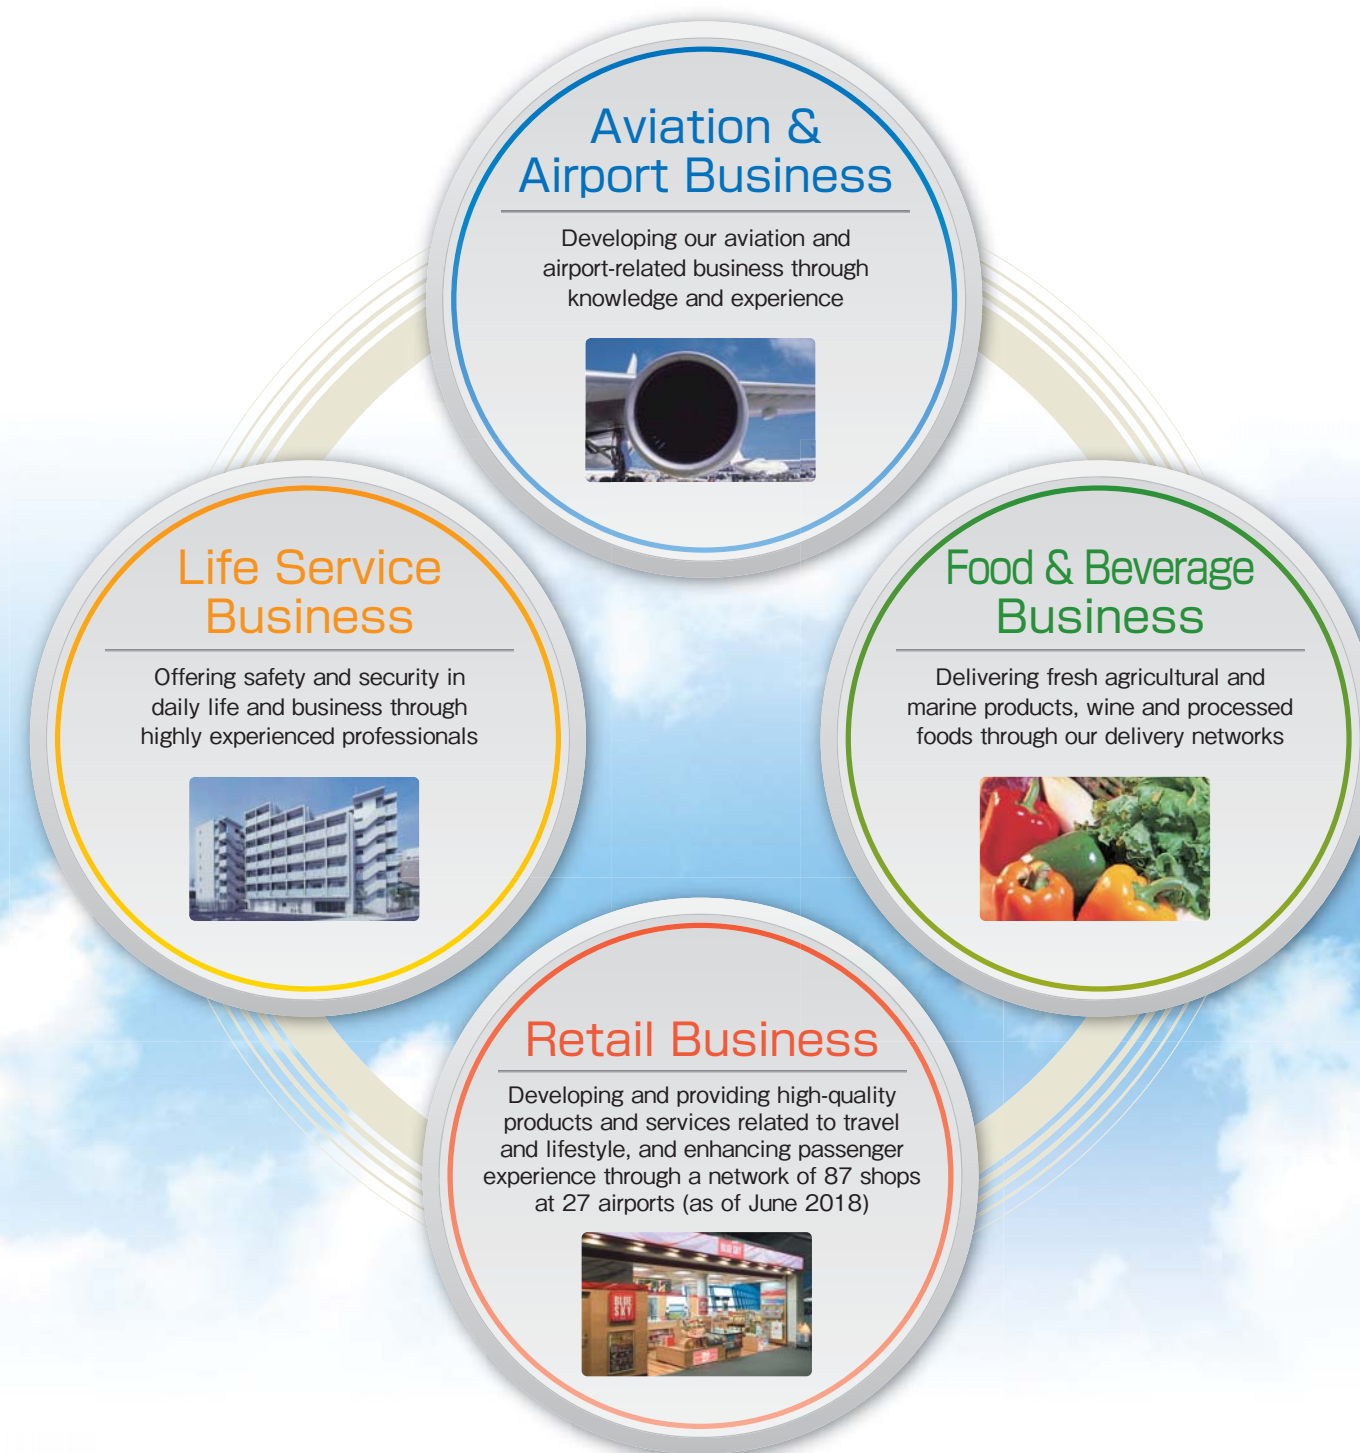 Aviation &
Airport Business
Developing our aviation and
airport-related business through
knowledge and experience
Life Service
Business
Offering safety and security in
daily life and business through
highly experienced professionals
Food & Beverage
Business
Delivering fresh agricultural and
marine products, wine and processed
foods through our delivery networks
Retail Business
Developing and providing high-quality
products and services related to travel
and lifestyle, and enhancing passenger
experience through a network of 87 shops
at 27 airports (as of June 2018)
BLUE SKY
BLUE
SKY